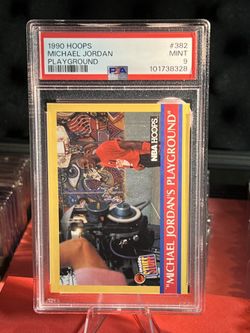 1990 HOOPS #382
MICHAEL JORDAN MINT
PLAYGROUND 9
PSA 101738328
NBA HOOPS
"MICHAEL JORDAN'S PLAYGROUND"